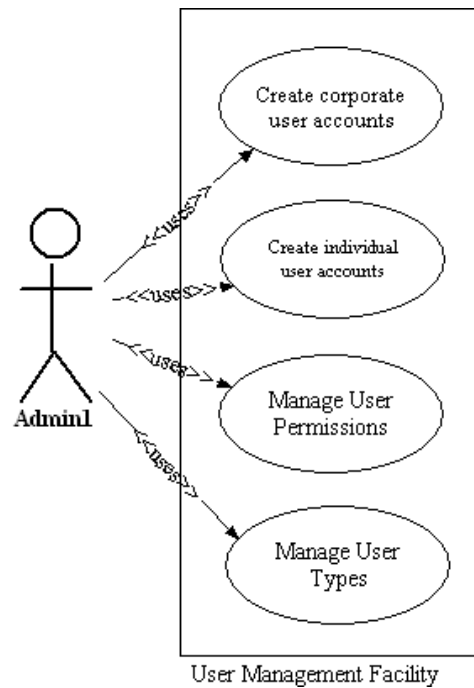 Create corporate
user accounts
<<uses>>
Create individual
user accounts
<<uses>>
<<uses>>
Manage User
Permissions
Admin1
<<uses>>
Manage User
Types
User Management Facility